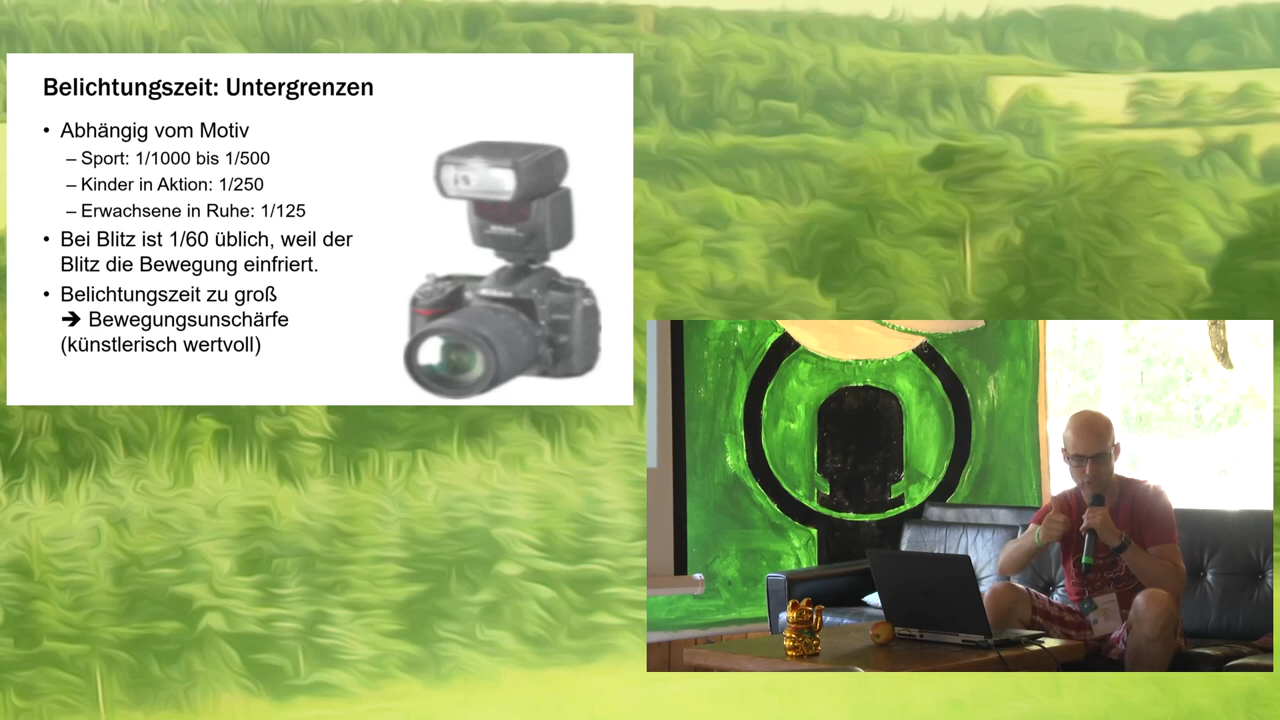 Belichtungszeit: Untergrenzen
• Abhängig vom Motiv
– Sport: 1/1000 bis 1/500
– Kinder in Aktion: 1/250
– Erwachsene in Ruhe: 1/125
• Bei Blitz ist 1/60 üblich, weil der
Blitz die Bewegung einfriert.
• Belichtungszeit zu groß
➔ Bewegungsunschärfe
(künstlerisch wertvoll)